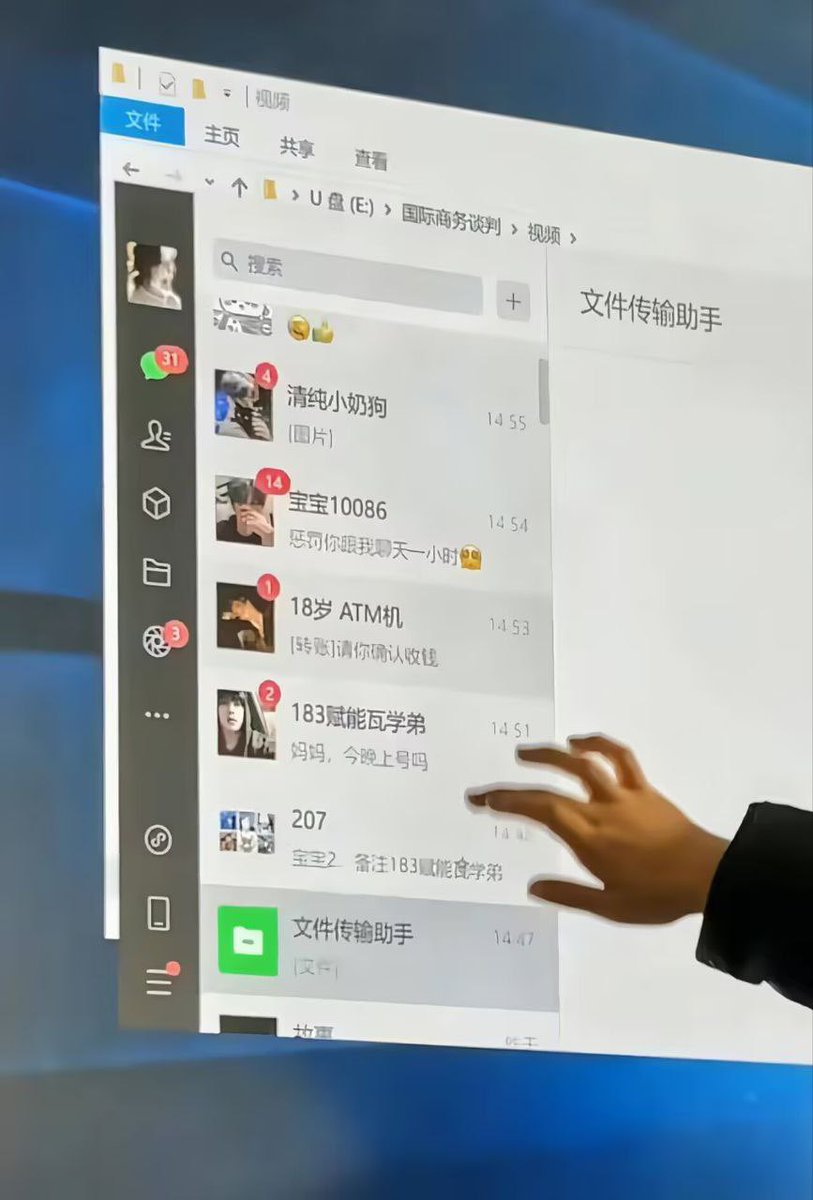 视频
文件 主页 共享 查看
U 盘 (E:) 国际商务谈判 视频
搜索
文件传输助手
31
4
清纯小奶狗
14:55
[图片]
14
宝宝10086
14:54
惩罚你跟我聊天一小时
1
18岁 ATM机
14:53
[转账]请你确认收钱
3
2
183赋能瓦学弟
14:51
妈妈，今晚上号吗
207
宝宝2 备注183赋能瓦学弟
文件传输助手
14:47
[文件]
故事
昨天